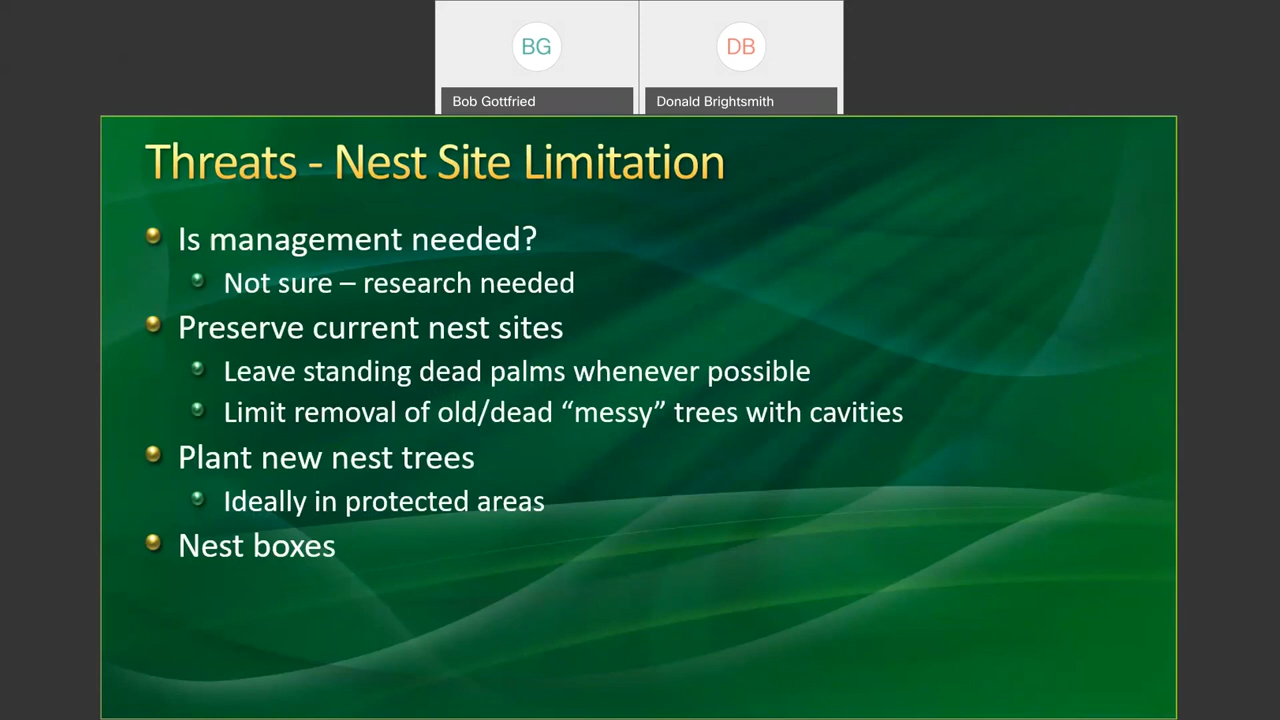 BG
DB
Bob Gottfried
Donald Brightsmith
Threats - Nest Site Limitation
Is management needed?
Not sure – research needed
Preserve current nest sites
Leave standing dead palms whenever possible
Limit removal of old/dead “messy” trees with cavities
Plant new nest trees
Ideally in protected areas
Nest boxes